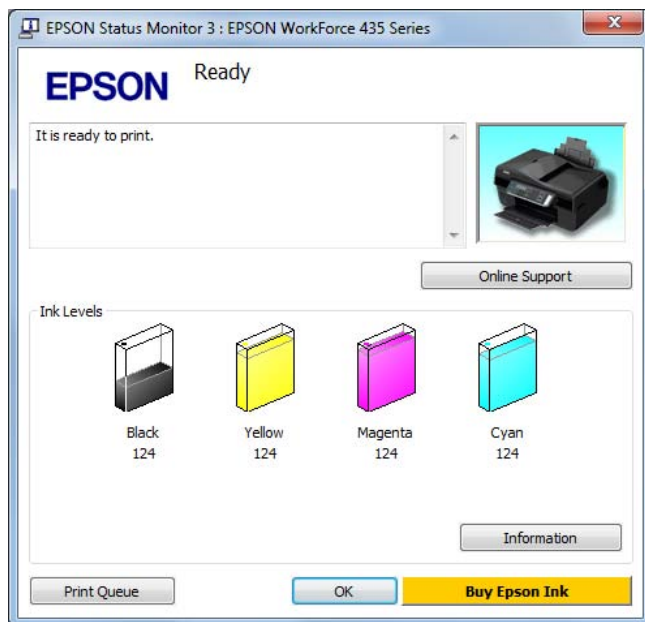 EPSON Status Monitor 3 : EPSON WorkForce 435 Series
EPSON
Ready
It is ready to print.
Online Support
Ink Levels
Black
Yellow
Magenta
Cyan
124
124
124
124
Information
Print Queue
OK
Buy Epson Ink